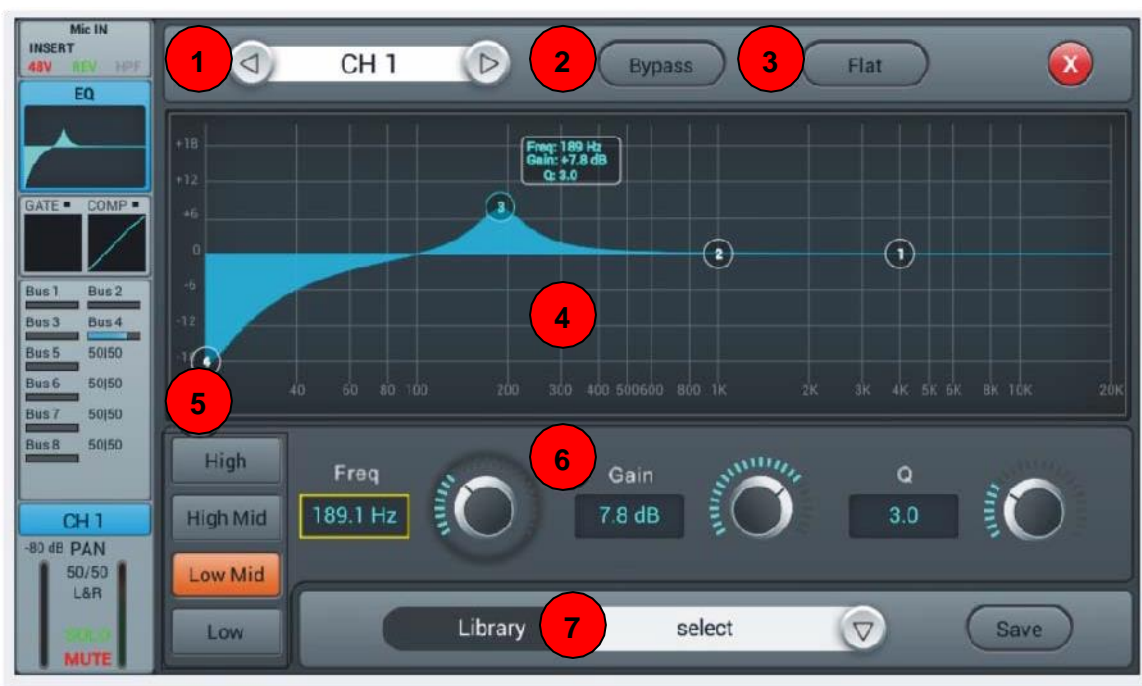 Mic IN
INSERT
48V REV HPF
EQ
GATE COMP
Bus 1 Bus 2
Bus 3 Bus 4
Bus 5 50|50
Bus 6 50|50
Bus 7 50|50
Bus 8 50|50
CH 1
-80 dB PAN
50/50
L&R
SOLO
MUTE
1 CH 1 2 Bypass 3 Flat X
+18
+12
+6
0
-6
-12
Freq: 189 Hz
Gain: +7.8 dB
Q: 3.0
3 2 1
4
4
40 60 80 100 200 300 400 500 600 800 1K 2K 3K 4K 5K 6K 8K 10K 20K
5
High
High Mid
Low Mid
Low
6
Freq Gain Q
189.1 Hz 7.8 dB 3.0
Library 7 select Save